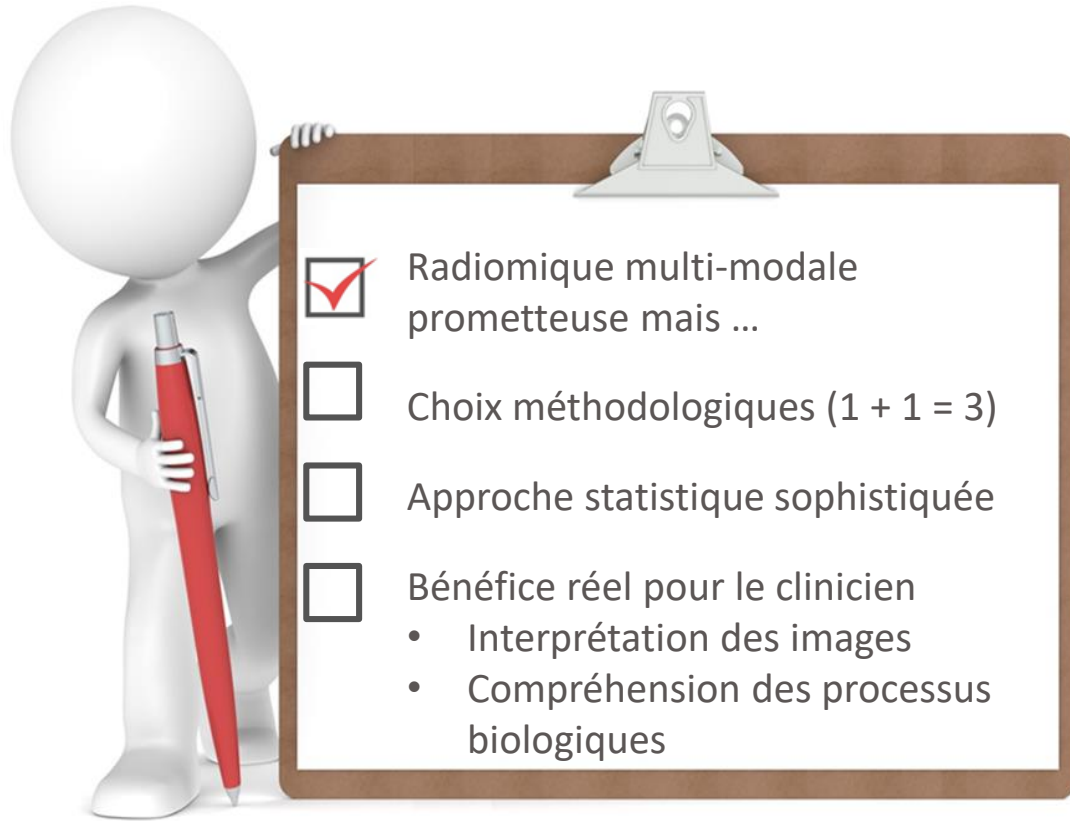 Radiomique multi-modale
prometteuse mais ...
Choix méthodologiques (1 + 1 = 3)
Approche statistique sophistiquée
Bénéfice réel pour le clinicien
• Interprétation des images
• Compréhension des processus
biologiques